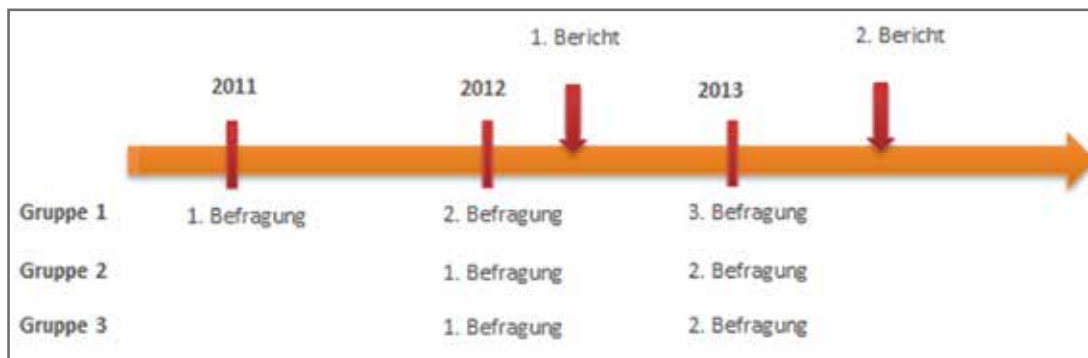 1. Bericht 2. Bericht
2011 2012 2013
Gruppe 1 1. Befragung 2. Befragung 3. Befragung
Gruppe 2 1. Befragung 2. Befragung
Gruppe 3 1. Befragung 2. Befragung